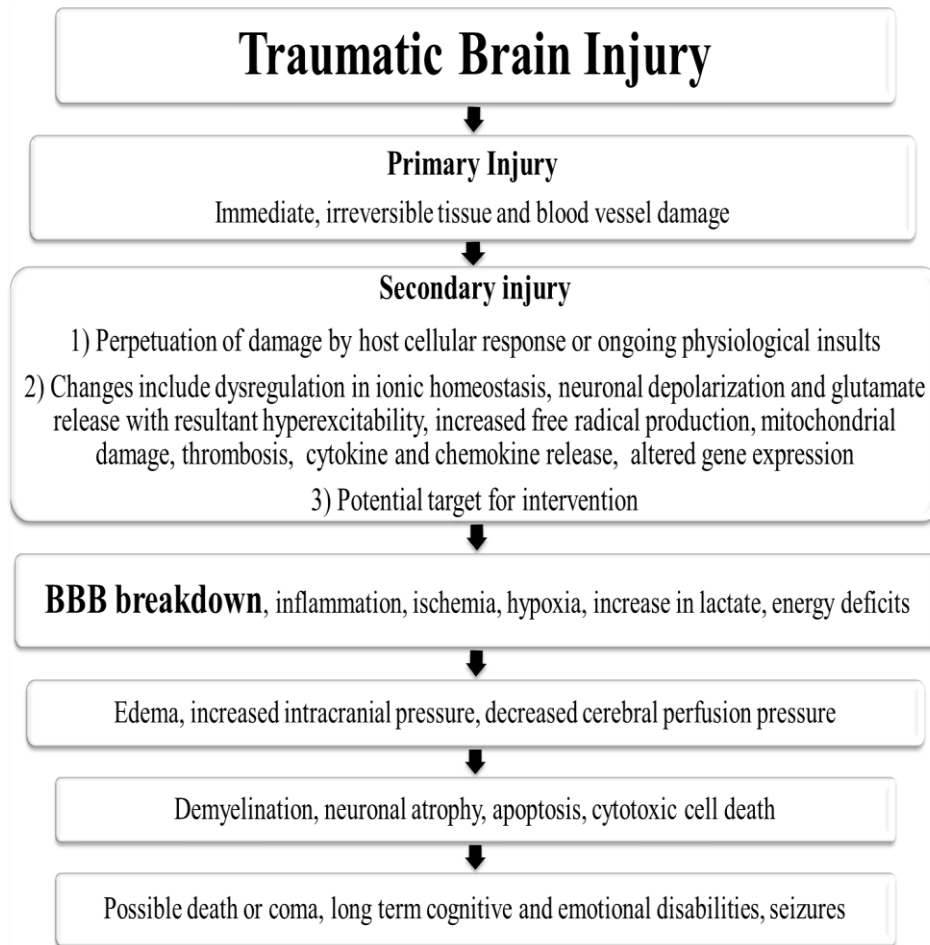 Traumatic Brain Injury
Primary Injury
Immediate, irreversible tissue and blood vessel damage
Secondary injury
1) Perpetuation of damage by host cellular response or ongoing physiological insults
2) Changes include dysregulation in ionic homeostasis, neuronal depolarization and glutamate
release with resultant hyperexcitability, increased free radical production, mitochondrial
damage, thrombosis, cytokine and chemokine release, altered gene expression
3) Potential target for intervention
BBB breakdown, inflammation, ischemia, hypoxia, increase in lactate, energy deficits
Edema, increased intracranial pressure, decreased cerebral perfusion pressure
Demyelination, neuronal atrophy, apoptosis, cytotoxic cell death
Possible death or coma, long term cognitive and emotional disabilities, seizures